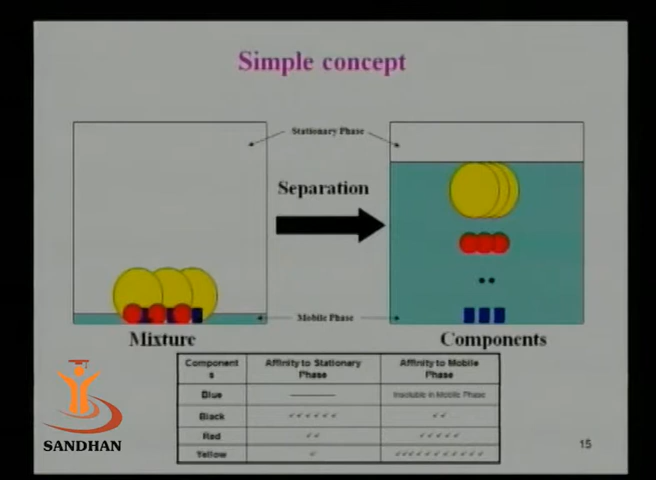 Simple concept
Stationary Phase
Separation
Mobile Phase
Mixture
Components
Component
s
Affinity to Stationary
Phase
Affinity to Mobile
Phase
Blue
Insoluble in Mobile Phase
Black
✓✓✓✓✓✓
✓✓
Red
✓✓
✓✓✓✓✓
Yellow
✓
✓✓✓✓✓✓✓✓✓✓✓
SANDHAN
15